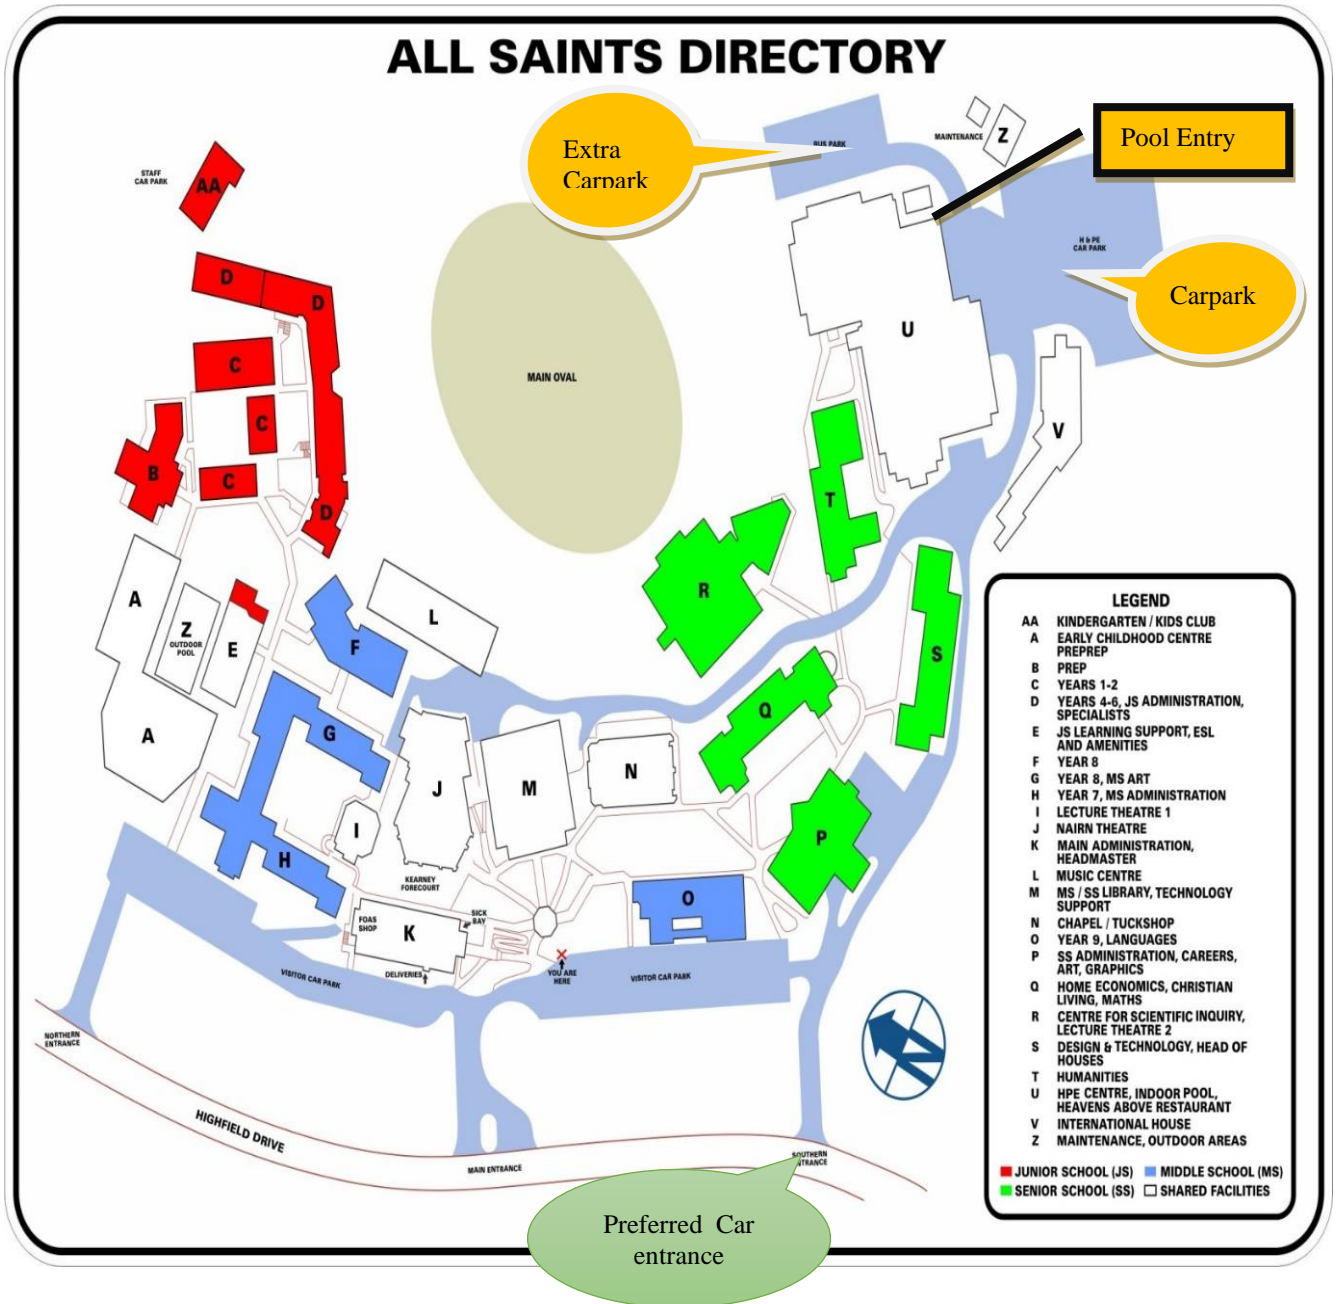 ALL SAINTS DIRECTORY
Extra
Carpark
BUS PARK
MAINTENANCE
Z
Pool Entry
STAFF
CAR PARK
AA
H & PE
CAR PARK
Carpark
D
D
C
C
B
C
D
MAIN OVAL
U
V
T
R
S
A
Z
OUTDOOR
POOL
E
L
F
A
G
Q
J
M
N
I
H
P
KEARNEY
FORECOURT
O
FOAS
SHOP
K
SICK
BAY
DELIVERIES
YOU ARE
HERE
VISITOR CAR PARK
VISITOR CAR PARK
NORTHERN
ENTRANCE
HIGHFIELD DRIVE
MAIN ENTRANCE
SOUTHERN
ENTRANCE
Preferred Car
entrance
N
LEGEND
AA KINDERGARTEN / KIDS CLUB
A EARLY CHILDHOOD CENTRE
PREPREP
B PREP
C YEARS 1-2
D YEARS 4-6, JS ADMINISTRATION,
SPECIALISTS
E JS LEARNING SUPPORT, ESL
AND AMENITIES
F YEAR 8
G YEAR 8, MS ART
H YEAR 7, MS ADMINISTRATION
I LECTURE THEATRE 1
J NAIRN THEATRE
K MAIN ADMINISTRATION,
HEADMASTER
L MUSIC CENTRE
M MS / SS LIBRARY, TECHNOLOGY
SUPPORT
N CHAPEL / TUCKSHOP
O YEAR 9, LANGUAGES
P SS ADMINISTRATION, CAREERS,
ART, GRAPHICS
Q HOME ECONOMICS, CHRISTIAN
LIVING, MATHS
R CENTRE FOR SCIENTIFIC INQUIRY,
LECTURE THEATRE 2
S DESIGN & TECHNOLOGY, HEAD OF
HOUSES
T HUMANITIES
U HPE CENTRE, INDOOR POOL,
HEAVENS ABOVE RESTAURANT
V INTERNATIONAL HOUSE
Z MAINTENANCE, OUTDOOR AREAS
JUNIOR SCHOOL (JS) MIDDLE SCHOOL (MS)
SENIOR SCHOOL (SS) SHARED FACILITIES